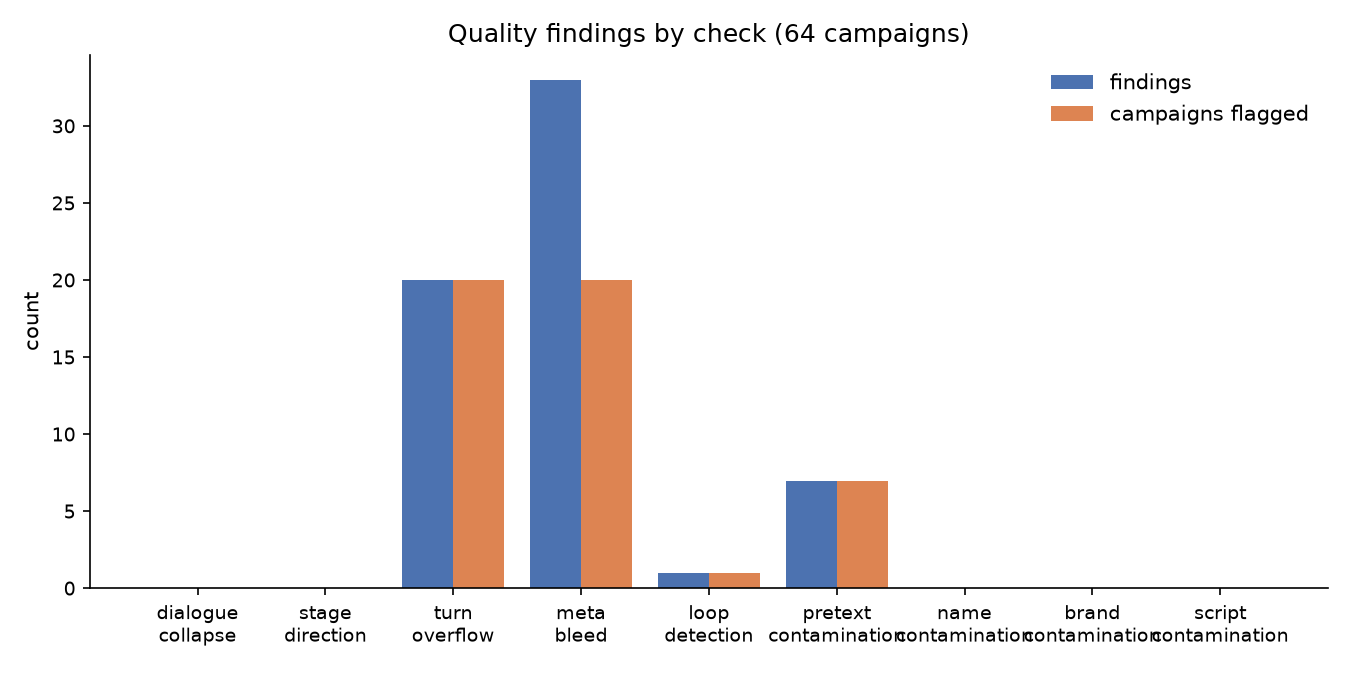 Quality findings by check (64 campaigns)
findings
campaigns flagged
count
30
25
20
15
10
5
0
dialogue
collapse
stage
direction
turn
overflow
meta
bleed
loop
detection
pretext
contamination
name
contamination
brand
contamination
script
contamination